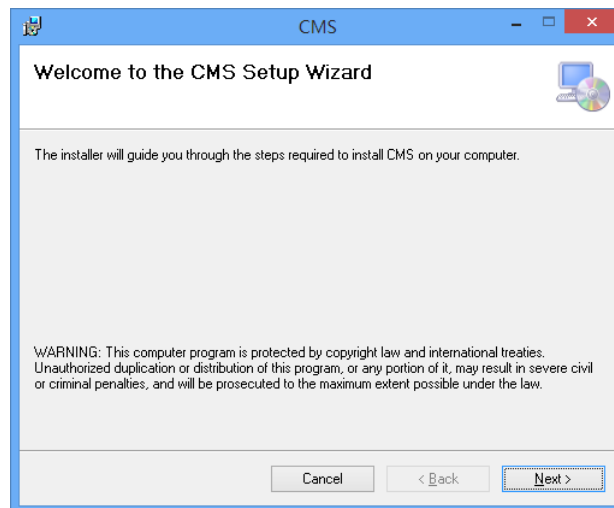 CMS
Welcome to the CMS Setup Wizard
The installer will guide you through the steps required to install CMS on your computer.
WARNING: This computer program is protected by copyright law and international treaties.
Unauthorized duplication or distribution of this program, or any portion of it, may result in severe civil
or criminal penalties, and will be prosecuted to the maximum extent possible under the law.
Cancel
< Back
Next >